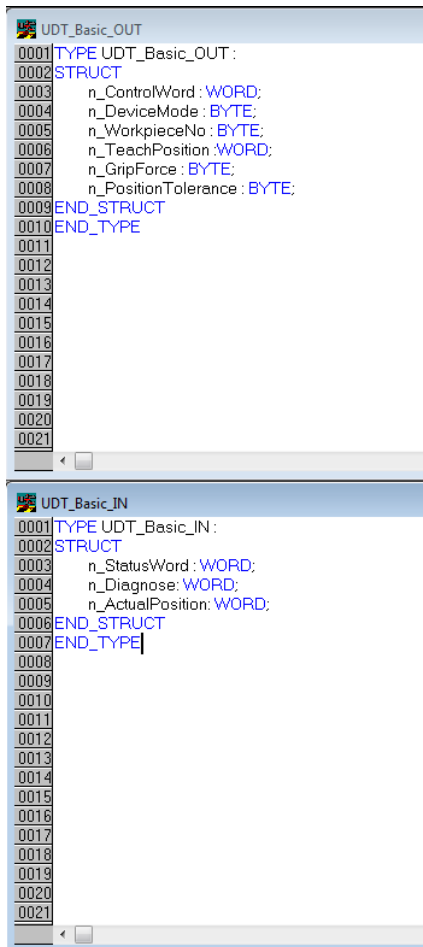 UDT_Basic_OUT
0001 TYPE UDT_Basic_OUT :
0002 STRUCT
0003 n_ControlWord : WORD;
0004 n_DeviceMode : BYTE;
0005 n_WorkpieceNo : BYTE;
0006 n_TeachPosition :WORD;
0007 n_GripForce : BYTE;
0008 n_PositionTolerance : BYTE;
0009 END_STRUCT
0010 END_TYPE
0011
0012
0013
0014
0015
0016
0017
0018
0019
0020
0021
UDT_Basic_IN
0001 TYPE UDT_Basic_IN :
0002 STRUCT
0003 n_StatusWord : WORD;
0004 n_Diagnose: WORD;
0005 n_ActualPosition: WORD;
0006 END_STRUCT
0007 END_TYPE
0008
0009
0010
0011
0012
0013
0014
0015
0016
0017
0018
0019
0020
0021